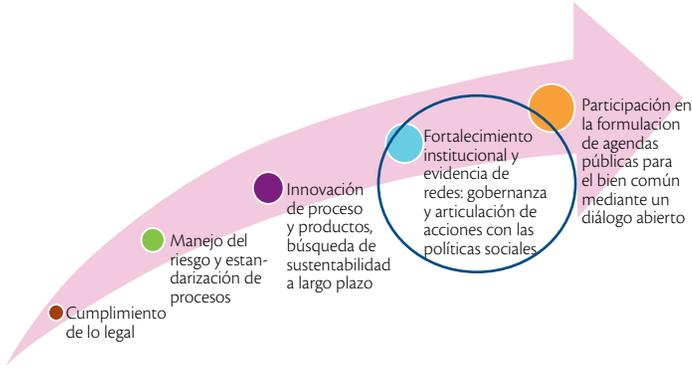 Cumplimiento
de lo legal
Manejo del
riesgo y estan-
darización de
procesos
Innovación
de proceso
y productos,
búsqueda de
sustentabilidad
a largo plazo
Fortalecimiento
institucional y
evidencia de
redes: gobernanza
y articulación de
acciones con las
políticas sociales
Participación en
la formulacion
de agendas
públicas para
el bien común
mediante un
diálogo abierto